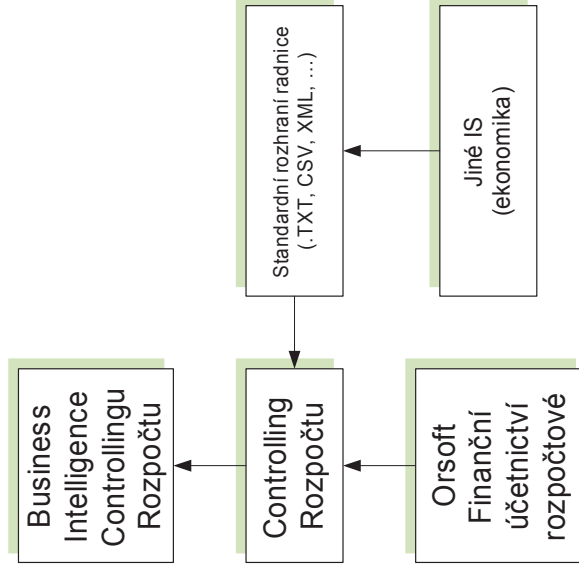 Business
Intelligence
Controllingu
Rozpočtu
Controlling
Rozpočtu
Orsoft
Finanční
účetnictví
rozpočtové
Standardní rozhraní radnice
(.TXT, CSV, XML, ...)
Jiné IS
(ekonomika)